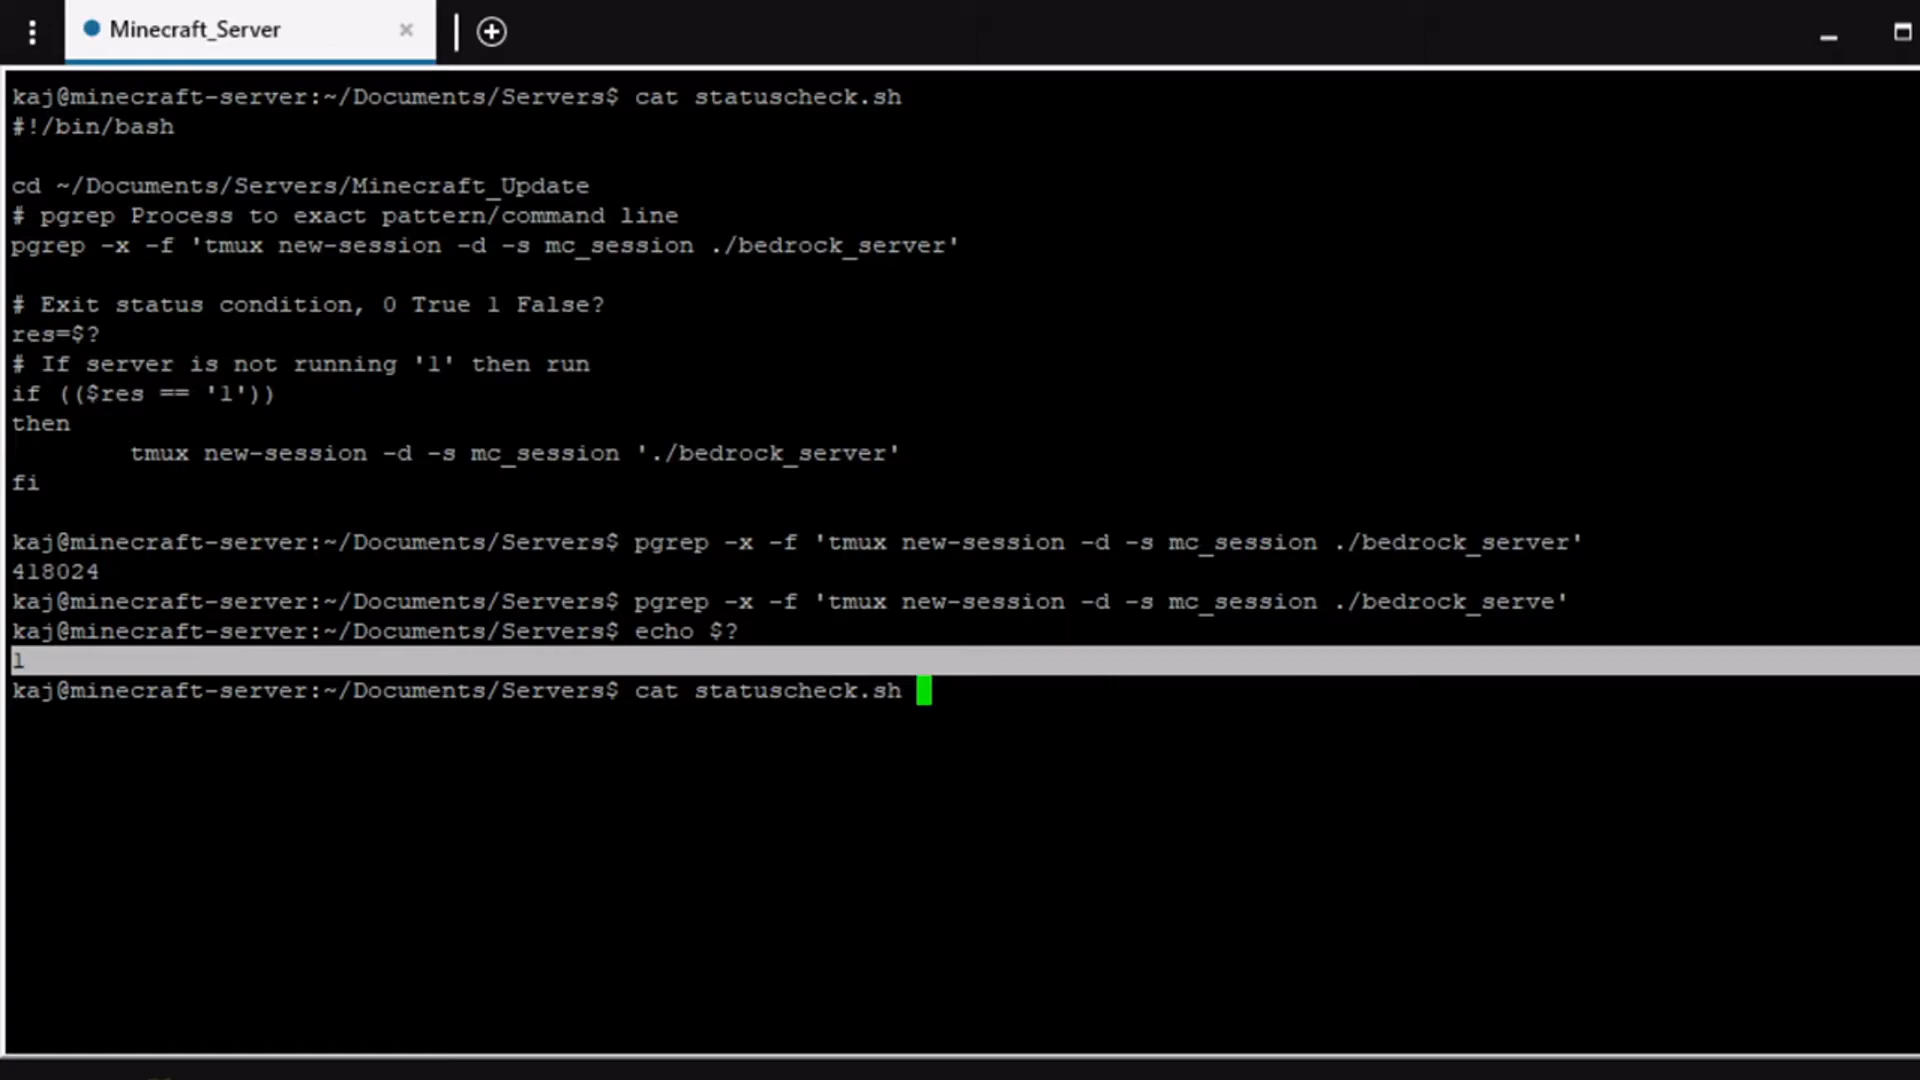 Minecraft_Server
kaj@minecraft-server:~/Documents/Servers$ cat statuscheck.sh
#!/bin/bash
cd ~/Documents/Servers/Minecraft_Update
# pgrep Process to exact pattern/command line
pgrep -x -f 'tmux new-session -d -s mc_session ./bedrock_server'
# Exit status condition, 0 True 1 False?
res=$?
# If server is not running '1' then run
if (($res == '1'))
then
        tmux new-session -d -s mc_session './bedrock_server'
fi
kaj@minecraft-server:~/Documents/Servers$ pgrep -x -f 'tmux new-session -d -s mc_session ./bedrock_server'
418024
kaj@minecraft-server:~/Documents/Servers$ pgrep -x -f 'tmux new-session -d -s mc_session ./bedrock_serve'
kaj@minecraft-server:~/Documents/Servers$ echo $?
1
kaj@minecraft-server:~/Documents/Servers$ cat statuscheck.sh